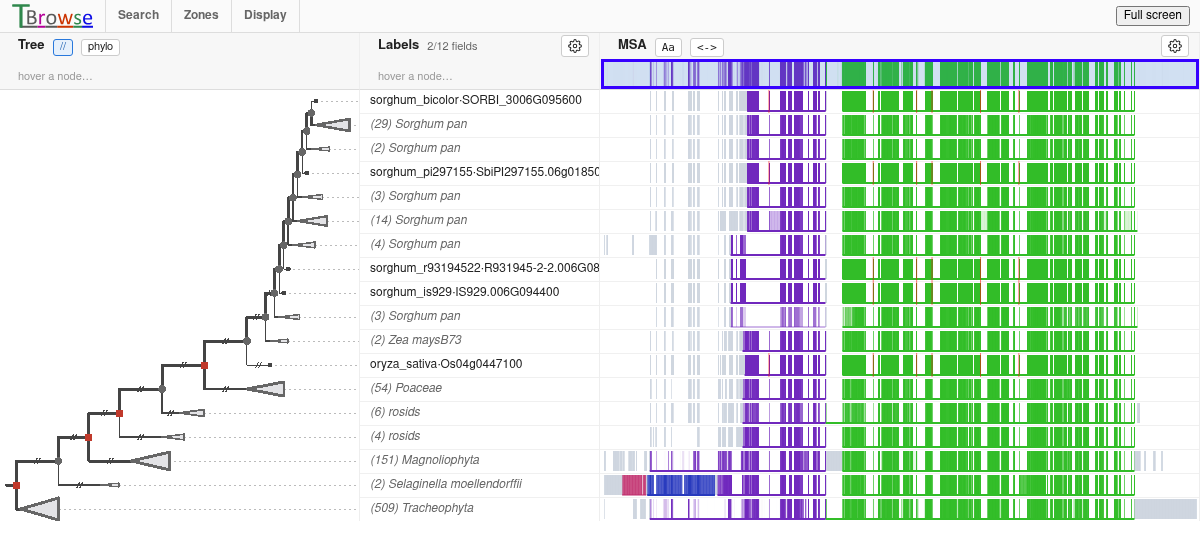 TBrowse Search Zones Display Full screen
Tree // phylo Labels 2/12 fields MSA Aa <->
hover a node… hover a node…
sorghum_bicolor·SORBI_3006G095600
(29) Sorghum pan
(2) Sorghum pan
sorghum_pi297155·SbiPI297155.06g01850
(3) Sorghum pan
(14) Sorghum pan
(4) Sorghum pan
sorghum_r93194522·R931945-2-2.006G08
sorghum_is929·IS929.006G094400
(3) Sorghum pan
(2) Zea maysB73
oryza_sativa·Os04g0447100
(54) Poaceae
(6) rosids
(4) rosids
(151) Magnoliophyta
(2) Selaginella moellendorffii
(509) Tracheophyta